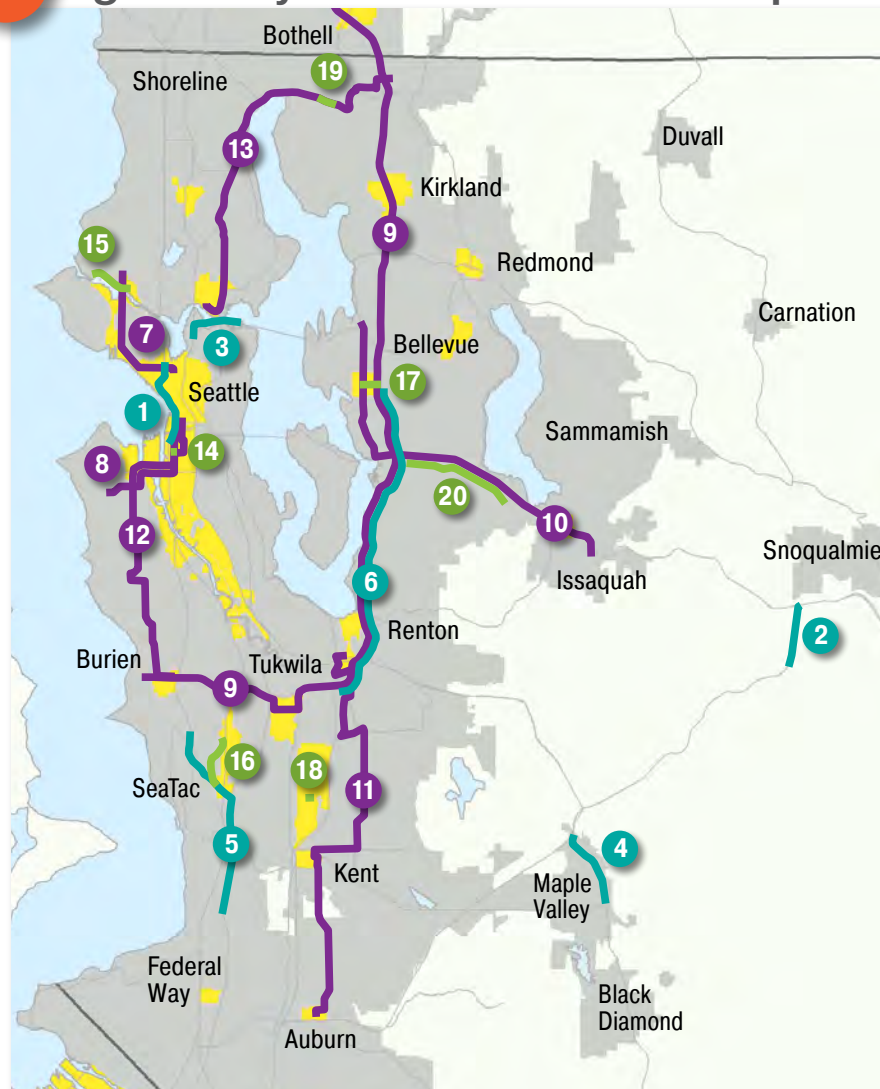 Bothell
19
Shoreline
Duvall
13
Kirkland
9
15
Redmond
Carnation
7
3
Bellevue
17
Seattle
1
Sammamish
14
8
20
12
10
Snoqualmie
Issaquah
6
Renton
2
Burien
Tukwila
9
16
18
SeaTac
11
5
4
Kent
Maple
Valley
Federal
Way
Black
Diamond
Auburn